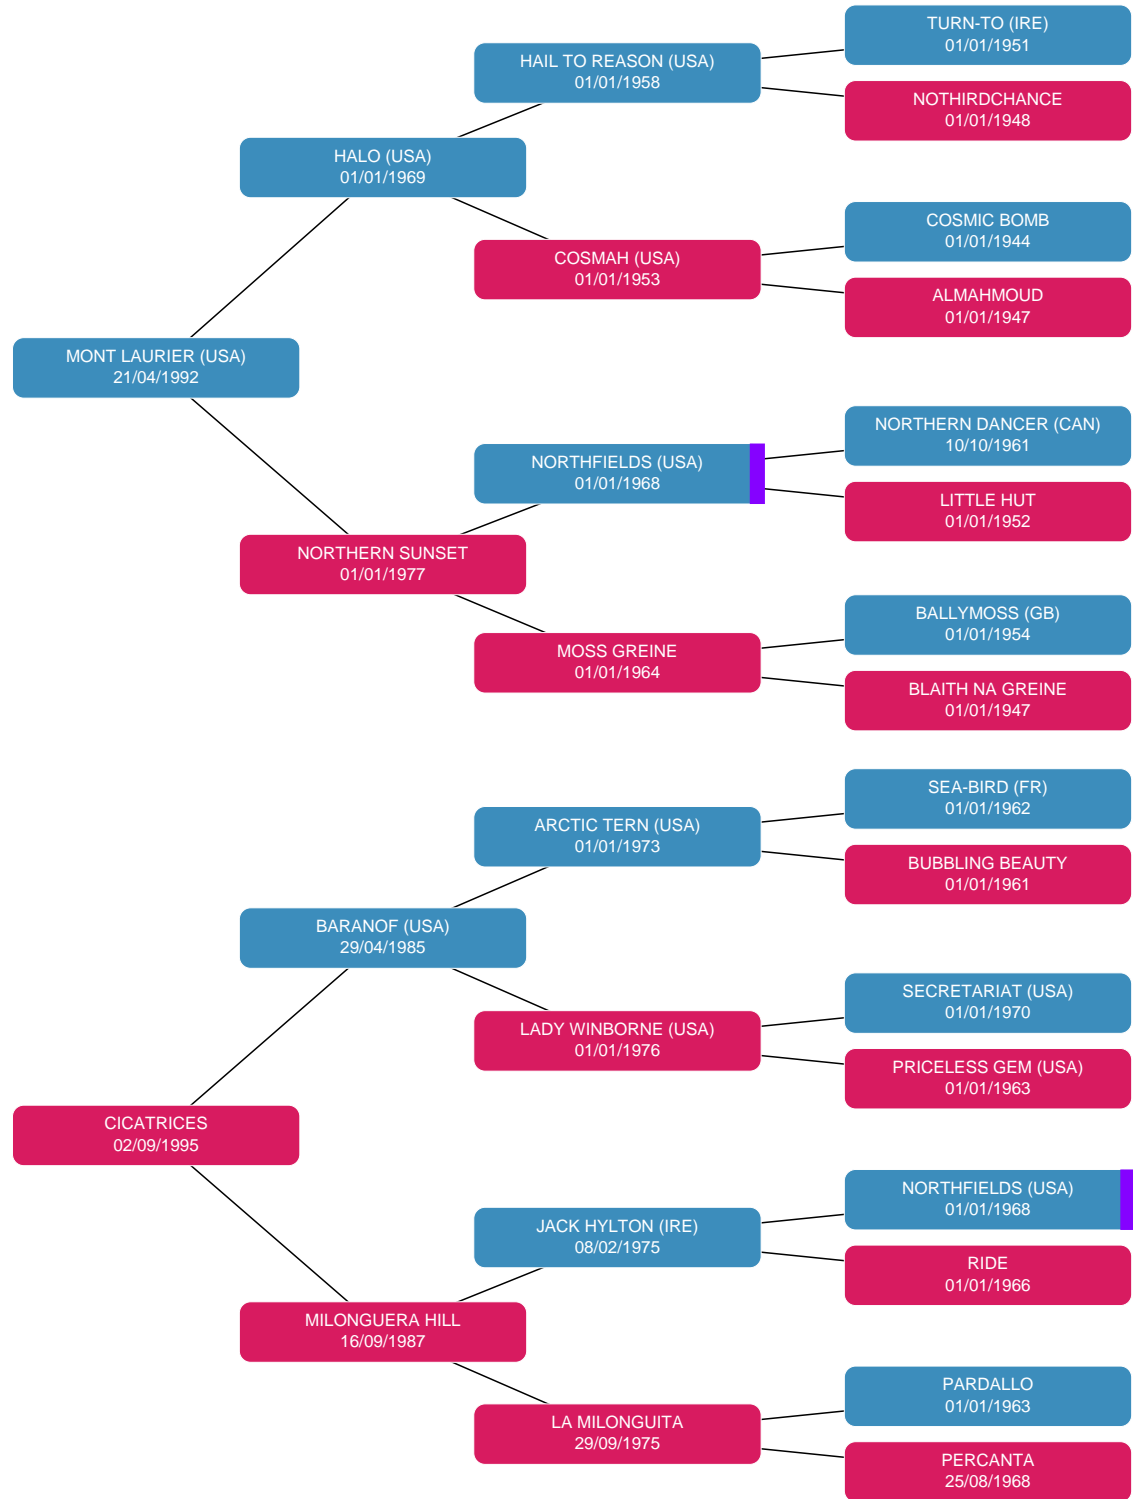 TURN-TO (IRE)
01/01/1951
HAIL TO REASON (USA)
01/01/1958
NOTHIRDCHANCE
01/01/1948
HALO (USA)
01/01/1969
COSMIC BOMB
01/01/1944
COSMAH (USA)
01/01/1953
ALMAHMOUD
01/01/1947
MONT LAURIER (USA)
21/04/1992
NORTHERN DANCER (CAN)
10/10/1961
NORTHFIELDS (USA)
01/01/1968
LITTLE HUT
01/01/1952
NORTHERN SUNSET
01/01/1977
BALLYMOSS (GB)
01/01/1954
MOSS GREINE
01/01/1964
BLAITH NA GREINE
01/01/1947
SEA-BIRD (FR)
01/01/1962
ARCTIC TERN (USA)
01/01/1973
BUBBLING BEAUTY
01/01/1961
BARANOF (USA)
29/04/1985
SECRETARIAT (USA)
01/01/1970
LADY WINBORNE (USA)
01/01/1976
PRICELESS GEM (USA)
01/01/1963
CICATRICES
02/09/1995
NORTHFIELDS (USA)
01/01/1968
JACK HYLTON (IRE)
08/02/1975
RIDE
01/01/1966
MILONGUERA HILL
16/09/1987
PARDALLO
01/01/1963
LA MILONGUITA
29/09/1975
PERCANTA
25/08/1968